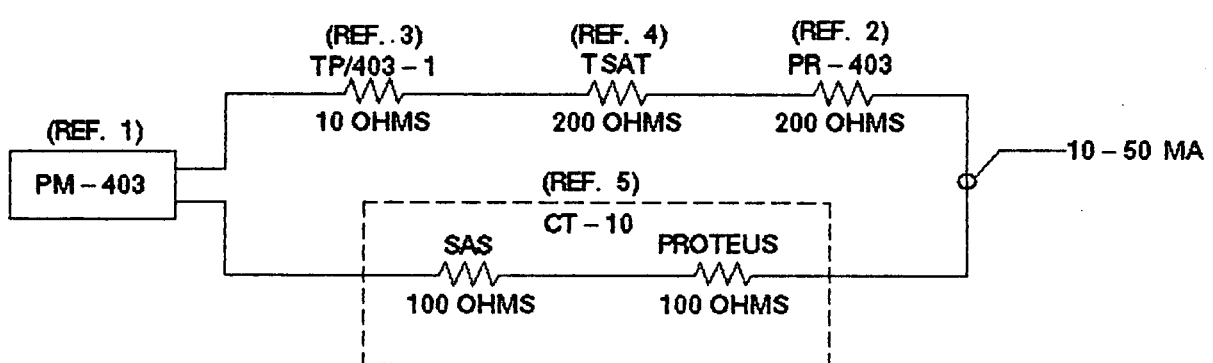 (REF. 3)
TP/403-1
10 OHMS
(REF. 4)
TSAT
200 OHMS
(REF. 2)
PR-403
200 OHMS
(REF. 1)
PM-403
10-50 MA
(REF. 5)
CT-10
SAS
100 OHMS
PROTEUS
100 OHMS